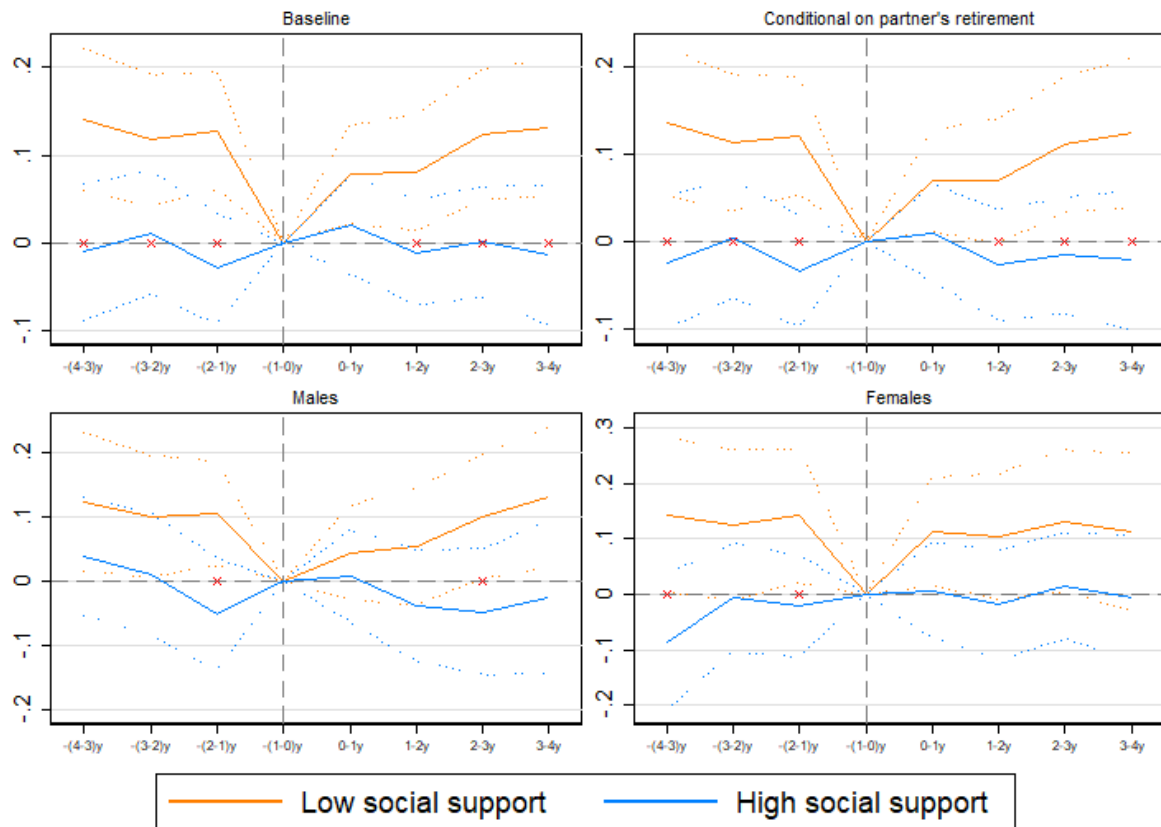 Baseline
Conditional on partner's retirement
.2
.1
0
-.1
-(4-3)y -(3-2)y -(2-1)y -(1-0)y 0-1y 1-2y 2-3y 3-4y
.2
.1
0
-.1
-(4-3)y -(3-2)y -(2-1)y -(1-0)y 0-1y 1-2y 2-3y 3-4y
Males
Females
.2
.1
0
-.1
-.2
-(4-3)y -(3-2)y -(2-1)y -(1-0)y 0-1y 1-2y 2-3y 3-4y
.3
.2
.1
0
-.1
-.2
-(4-3)y -(3-2)y -(2-1)y -(1-0)y 0-1y 1-2y 2-3y 3-4y
Low social support
High social support